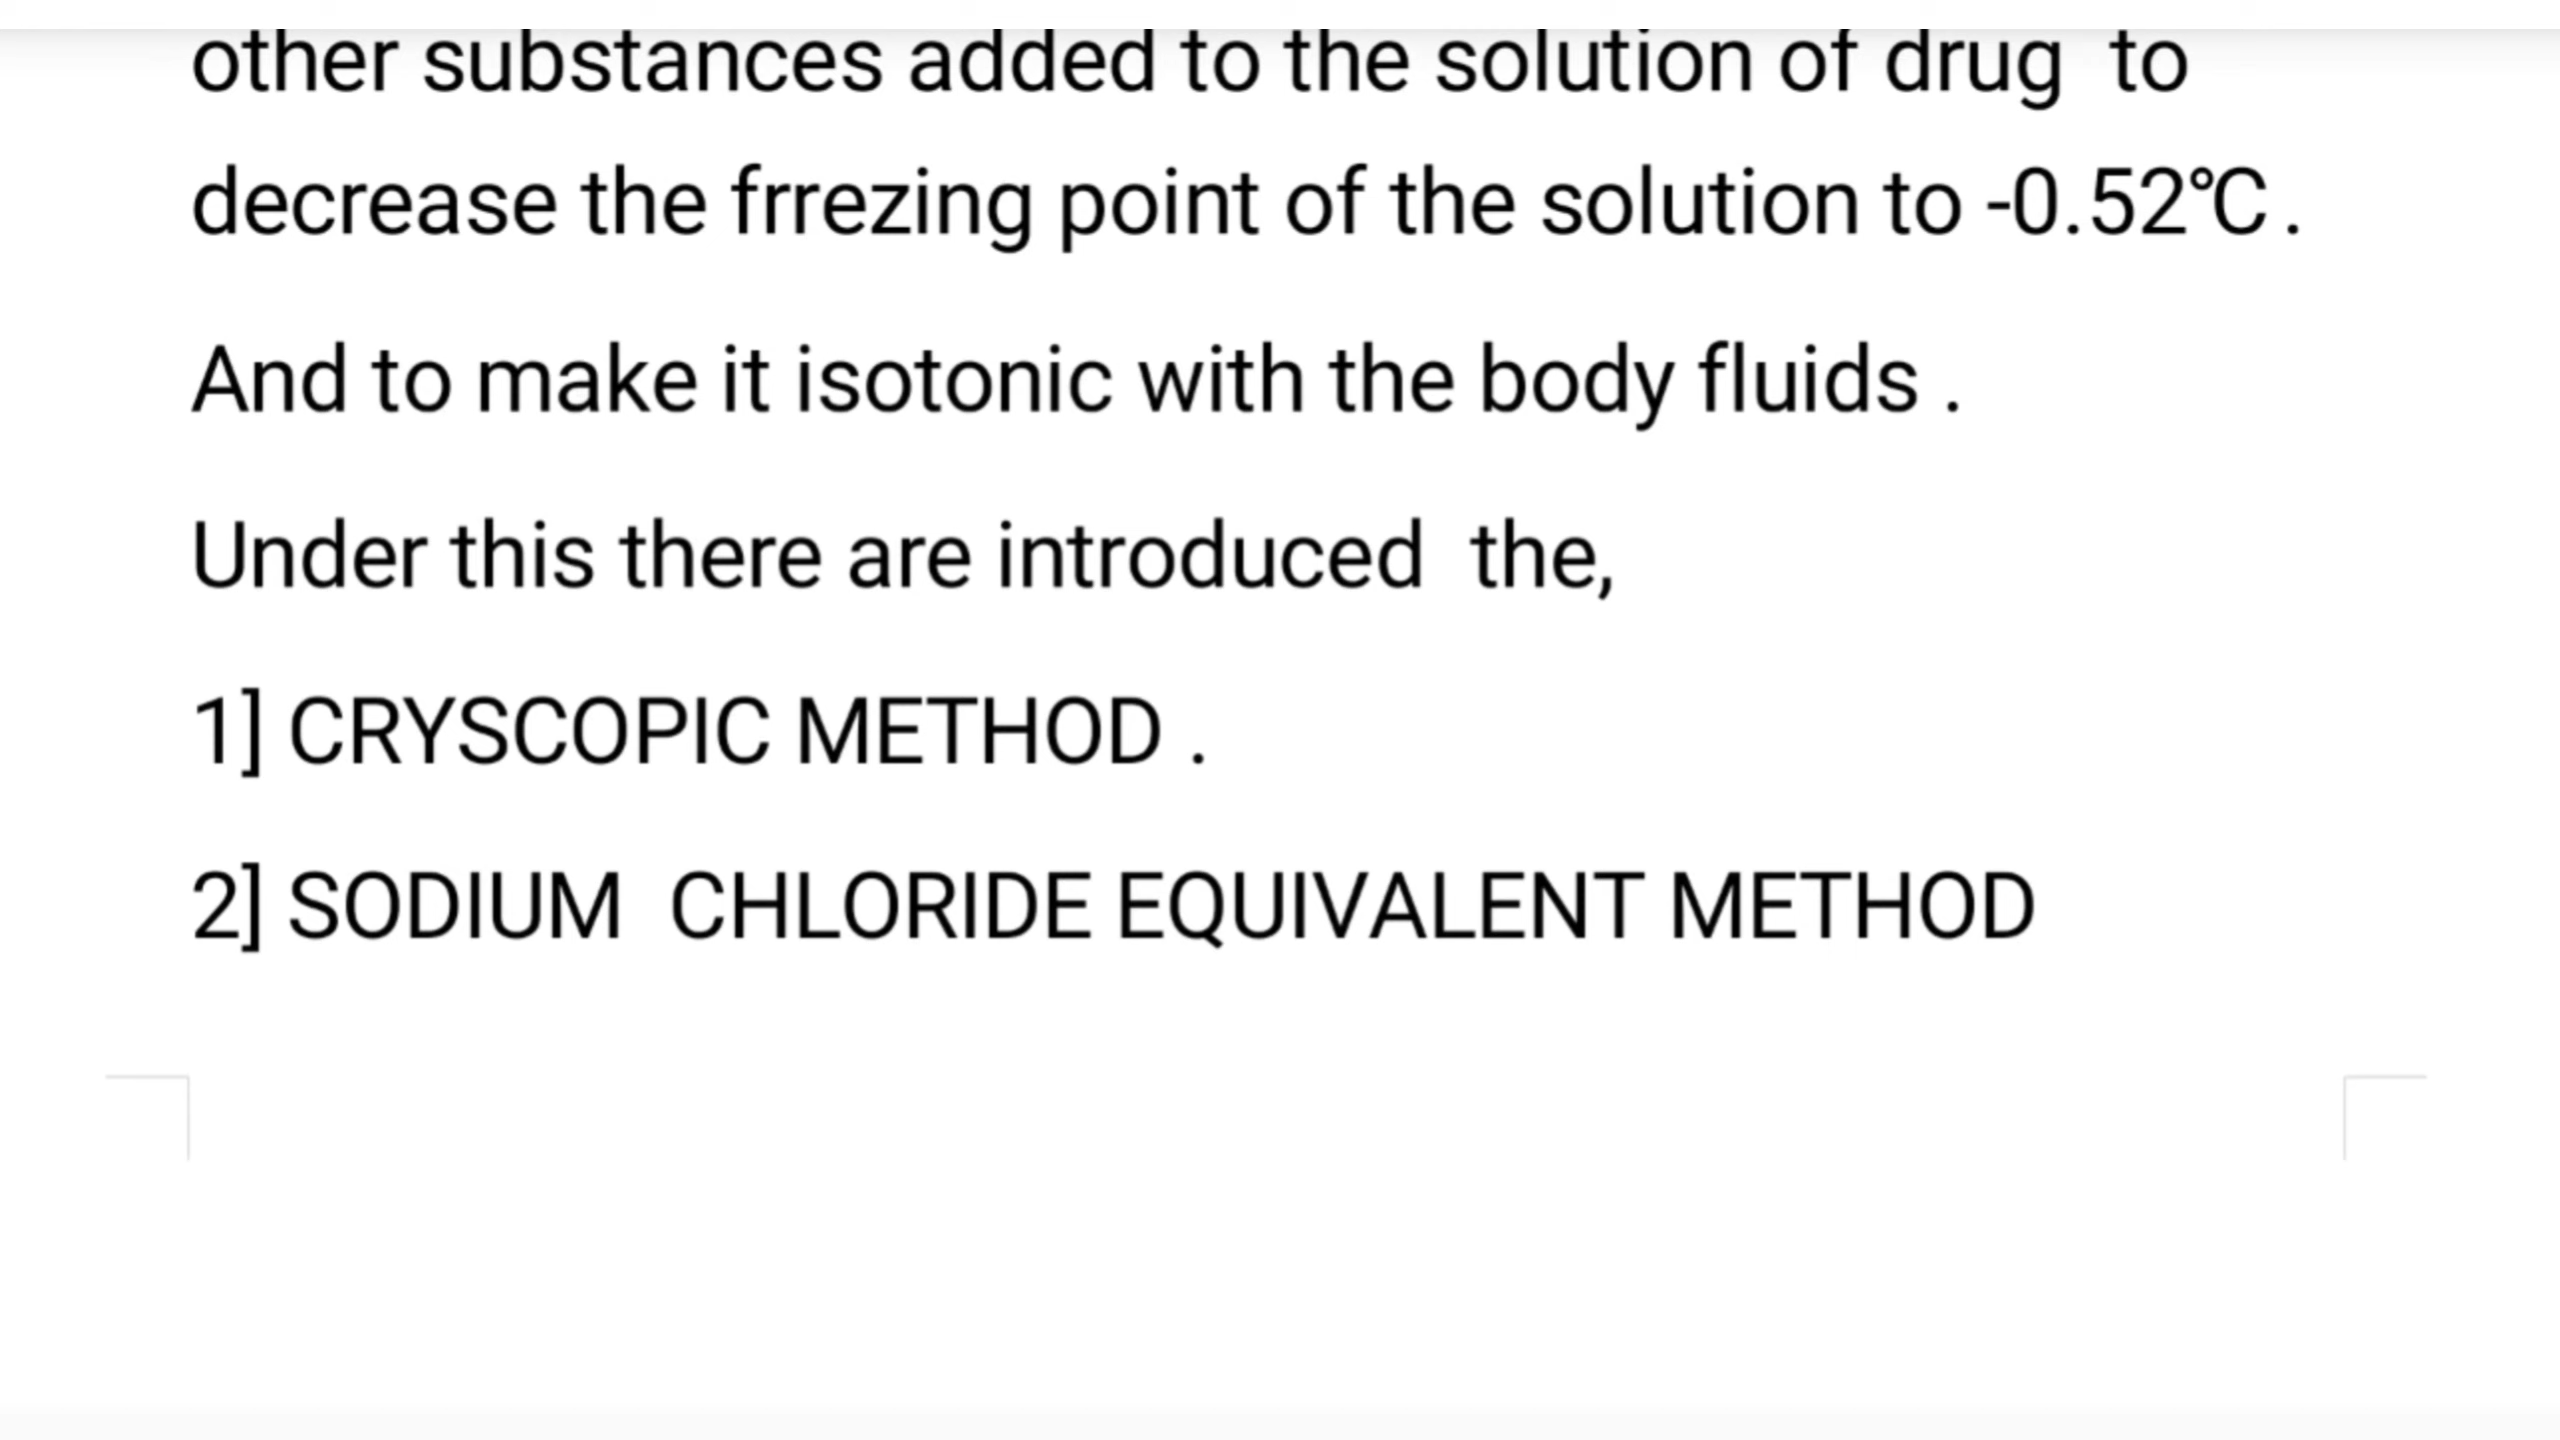 other substances added to the solution of drug  to
decrease the frrezing point of the solution to -0.52℃.
And to make it isotonic with the body fluids .
Under this there are introduced  the,
1] CRYSCOPIC METHOD .
2] SODIUM  CHLORIDE EQUIVALENT METHOD